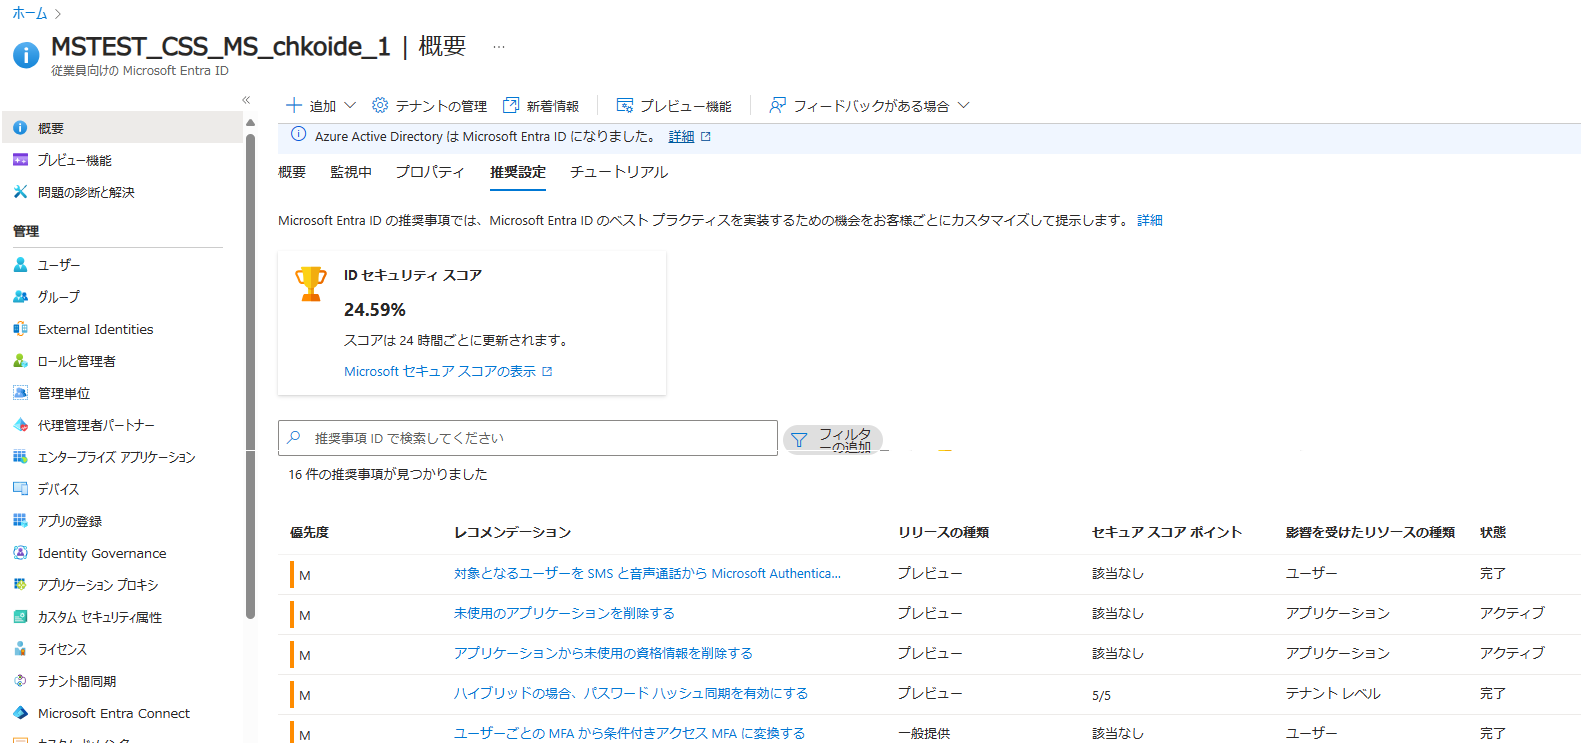 ホーム
MSTEST_CSS_MS_chkoide_1 | 概要 ...
従業員向けの Microsoft Entra ID
概要
プレビュー機能
問題の診断と解決
管理
ユーザー
グループ
External Identities
ロールと管理者
管理単位
代理管理者パートナー
エンタープライズ アプリケーション
デバイス
アプリの登録
Identity Governance
アプリケーション プロキシ
カスタム セキュリティ属性
ライセンス
テナント間同期
Microsoft Entra Connect
追加 テナントの管理 新着情報 プレビュー機能 フィードバックがある場合
Azure Active Directory は Microsoft Entra ID になりました。 詳細
概要 監視中 プロパティ 推奨設定 チュートリアル
Microsoft Entra ID の推奨事項では、Microsoft Entra ID のベスト プラクティスを実装するための機会をお客様ごとにカスタマイズして提示します。 詳細
ID セキュリティ スコア
24.59%
スコアは 24 時間ごとに更新されます。
Microsoft セキュア スコアの表示
推奨事項 ID で検索してください
フィルタ
ーの追加
16 件の推奨事項が見つかりました
優先度 レコメンデーション リリースの種類 セキュア スコア ポイント 影響を受けたリソースの種類 状態
M 対象となるユーザーを SMS と音声通話から Microsoft Authentica... プレビュー 該当なし ユーザー 完了
M 未使用のアプリケーションを削除する プレビュー 該当なし アプリケーション アクティブ
M アプリケーションから未使用の資格情報を削除する プレビュー 該当なし アプリケーション アクティブ
M ハイブリッドの場合、パスワード ハッシュ同期を有効にする プレビュー 5/5 テナント レベル 完了
M ユーザーごとの MFA から条件付きアクセス MFA に変換する 一般提供 該当なし ユーザー 完了